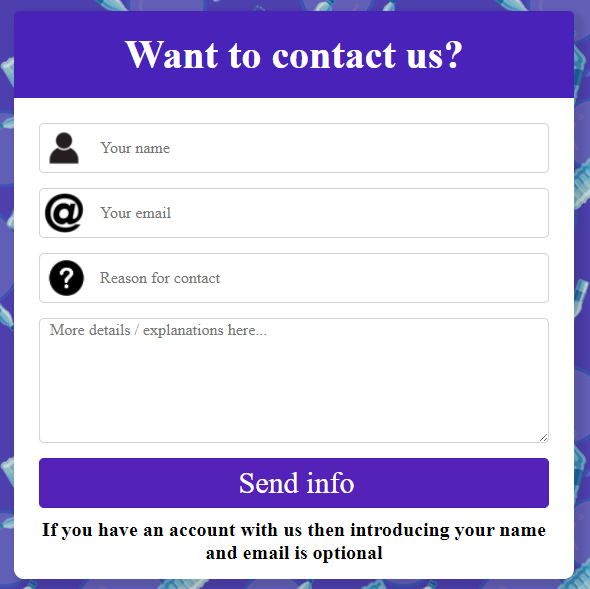 Want to contact us?
Your name
Your email
Reason for contact
More details / explanations here...
Send info
If you have an account with us then introducing your name
and email is optional